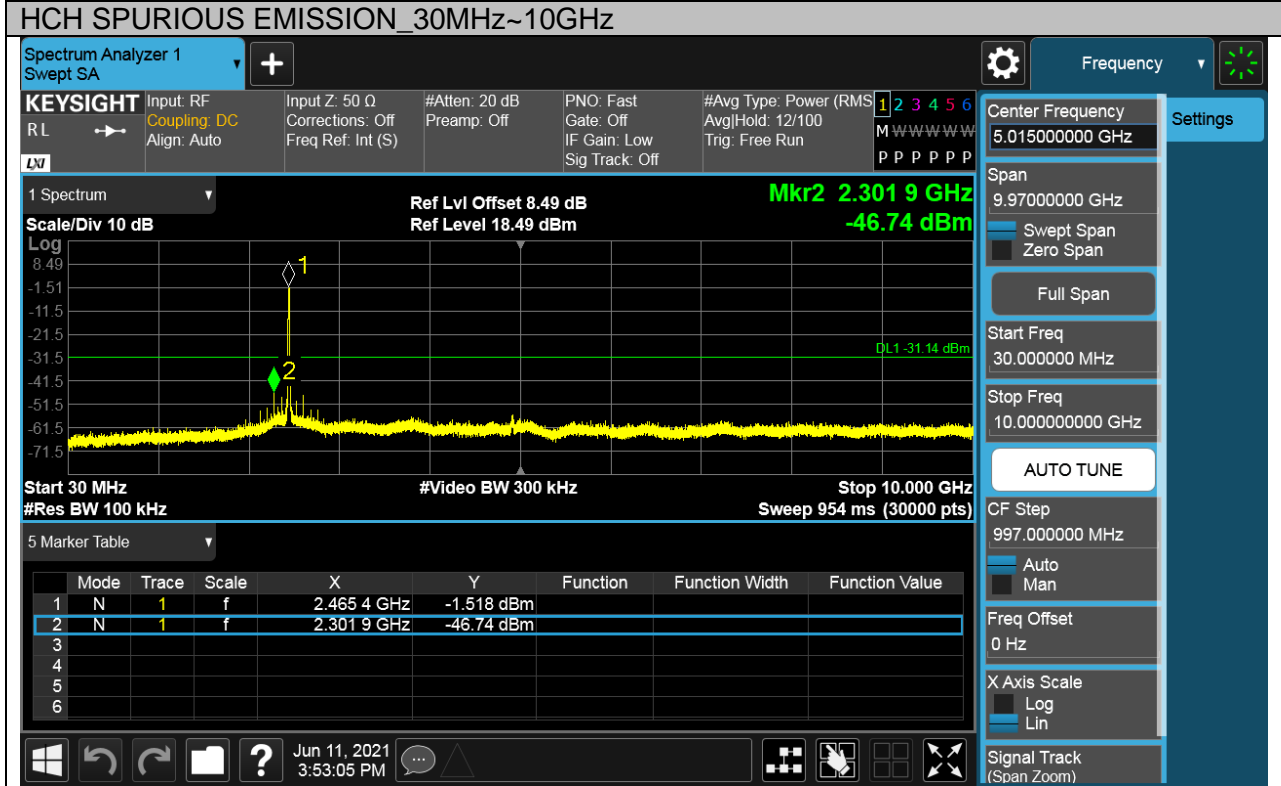 HCH SPURIOUS EMISSION_30MHz~10GHz
Spectrum Analyzer 1
Swept SA
Frequency
KEYSIGHT
RL
LXI
Input: RF
Coupling: DC
Align: Auto
Input Z: 50 Ω
Corrections: Off
Freq Ref: Int (S)
#Atten: 20 dB
Preamp: Off
PNO: Fast
Gate: Off
IF Gain: Low
Sig Track: Off
#Avg Type: Power (RMS
Avg|Hold: 12/100
Trig: Free Run
1 2 3 4 5 6
M W W W W W
P P P P P P
1 Spectrum
Scale/Div 10 dB
Ref Lvl Offset 8.49 dB
Ref Level 18.49 dBm
Mkr2 2.301 9 GHz
-46.74 dBm
Log
8.49
-1.51
-11.5
-21.5
-31.5
-41.5
-51.5
-61.5
-71.5
1
2
DL1 -31.14 dBm
Start 30 MHz
#Video BW 300 kHz
Stop 10.000 GHz
#Res BW 100 kHz
Sweep 954 ms (30000 pts)
5 Marker Table
Mode Trace Scale X Y Function Function Width Function Value
1 N 1 f 2.465 4 GHz -1.518 dBm
2 N 1 f 2.301 9 GHz -46.74 dBm
3
4
5
6
Jun 11, 2021
3:53:05 PM
Center Frequency
5.015000000 GHz
Settings
Span
9.97000000 GHz
Swept Span
Zero Span
Full Span
Start Freq
30.000000 MHz
Stop Freq
10.000000000 GHz
AUTO TUNE
CF Step
997.000000 MHz
Auto
Man
Freq Offset
0 Hz
X Axis Scale
Log
Lin
Signal Track
(Span Zoom)